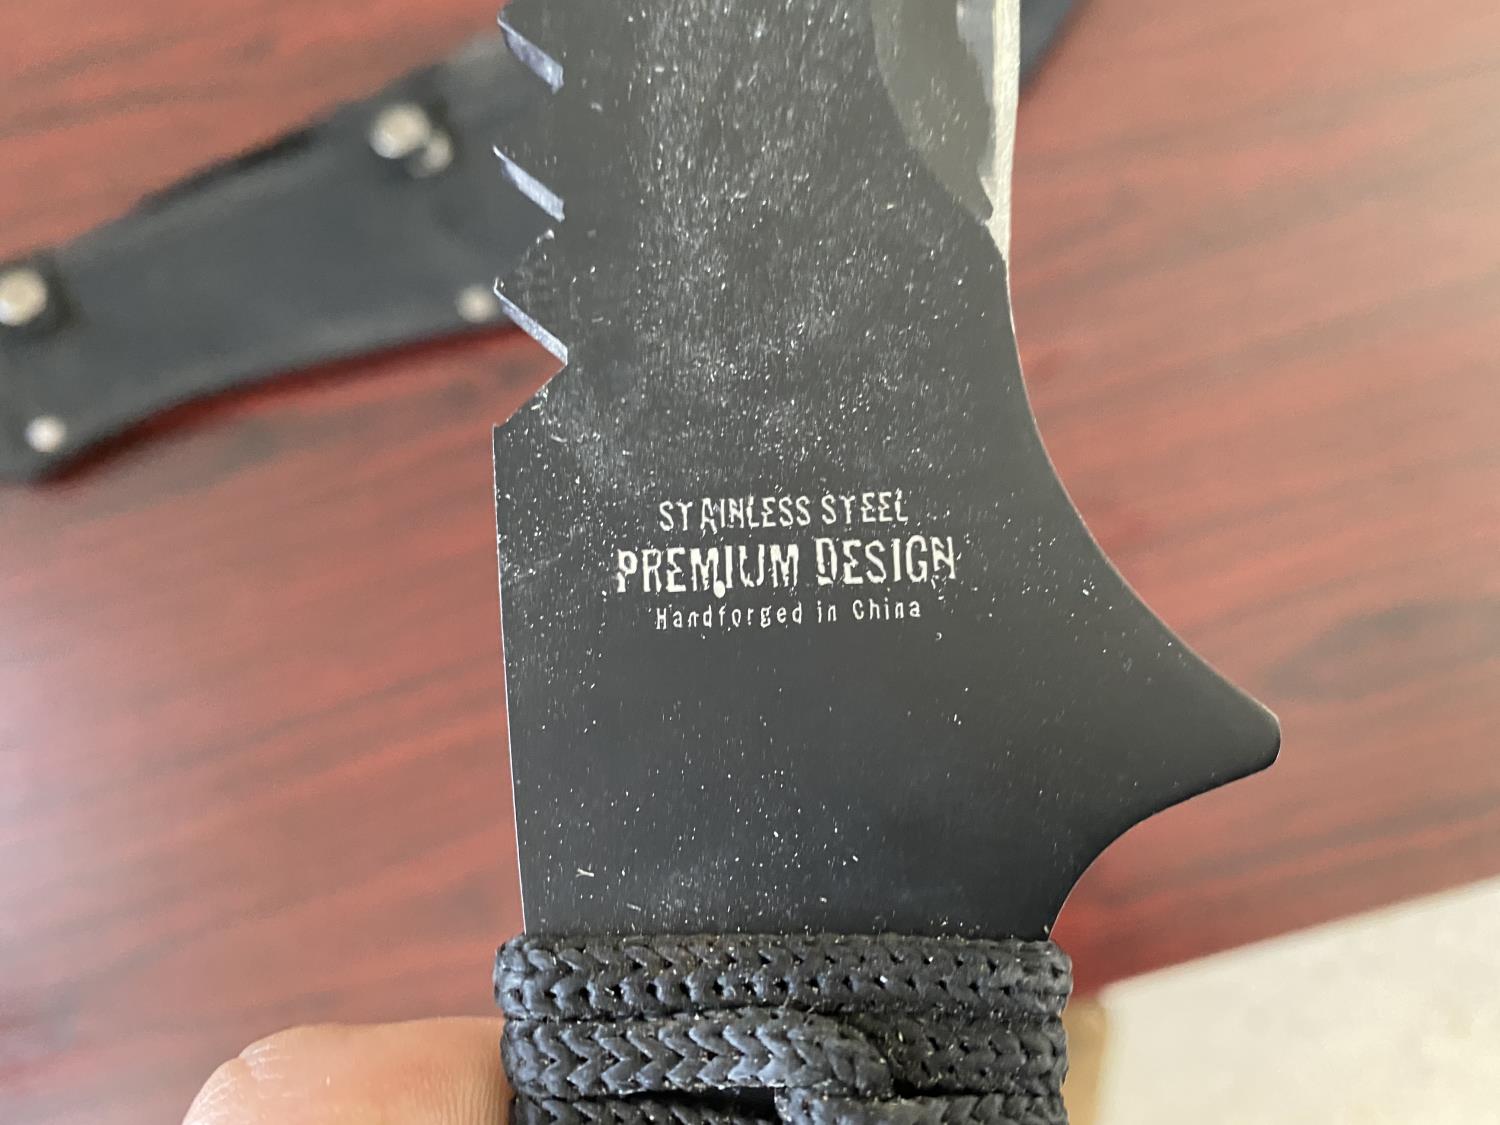 STAINLESS STEEL
PREMIUM DESIGN
Handforged in China